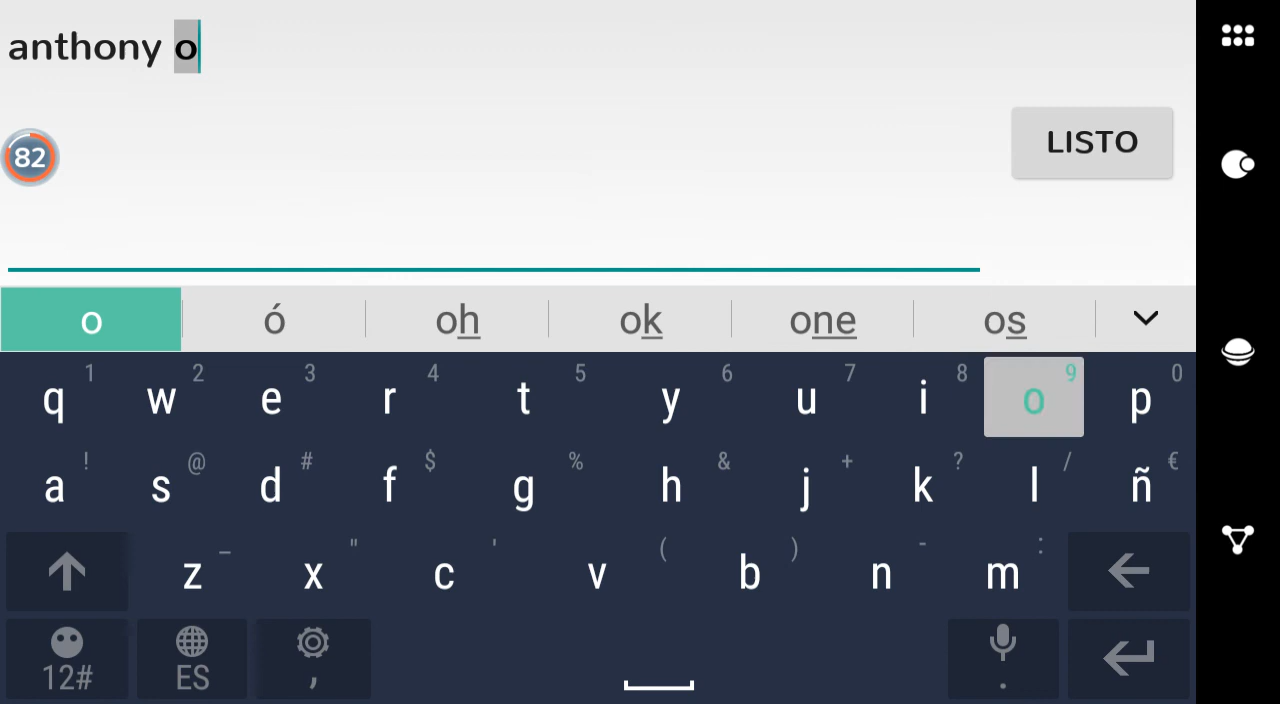 anthony o
82
LISTO
o ó oh ok one os
1 2 3 4 5 6 7 8 9 0
q w e r t y u i o p
! @ # $ % & + ? / €
a s d f g h j k l ñ
_ " ' ( ) - :
z x c v b n m
12# ES , .